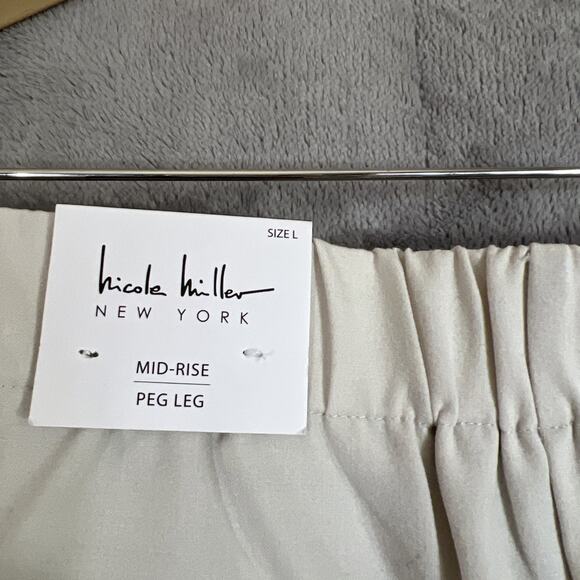 SIZE L
nicole miller
NEW YORK
MID-RISE
PEG LEG